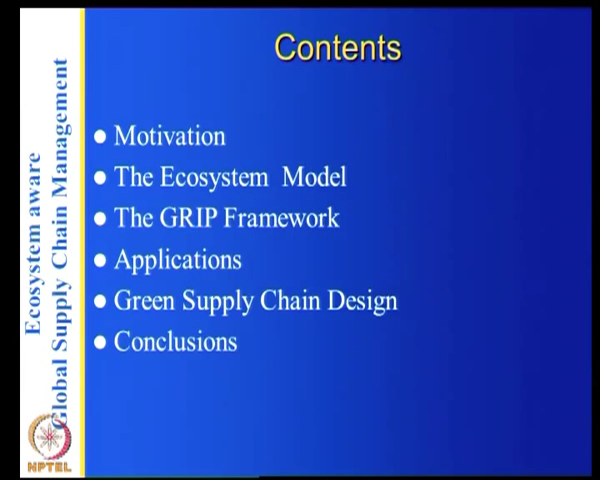 Contents
Ecosystem aware
Global Supply Chain Management
● Motivation
● The Ecosystem Model
● The GRIP Framework
● Applications
● Green Supply Chain Design
● Conclusions
NPTEL